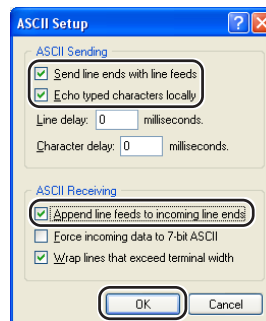 ASCII Setup
ASCII Sending
Send line ends with line feeds
Echo typed characters locally
Line delay: 0 milliseconds.
Character delay: 0 milliseconds.
ASCII Receiving
Append line feeds to incoming line ends
Force incoming data to 7-bit ASCII
Wrap lines that exceed terminal width
OK Cancel